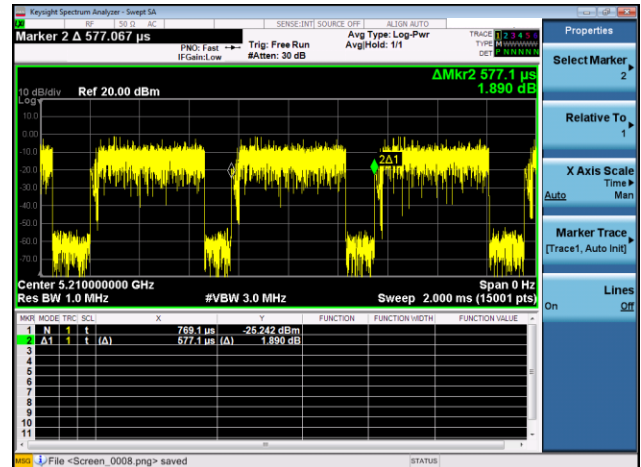 Keysight Spectrum Analyzer - Swept SA
RF 50 Ω AC SENSE:INT SOURCE OFF ALIGN AUTO
Marker 2 Δ 577.067 µs
PNO: Fast
IFGain:Low
Trig: Free Run
#Atten: 30 dB
Avg Type: Log-Pwr
Avg|Hold: 1/1
TRACE 1 2 3 4 5 6
TYPE M
DET P N N N N N
ΔMkr2 577.1 µs
1.890 dB
10 dB/div Ref 20.00 dBm
Log
10.0
0.00
-10.0
-20.0
-30.0
-40.0
-50.0
-60.0
-70.0
2Δ1
Center 5.210000000 GHz Span 0 Hz
Res BW 1.0 MHz #VBW 3.0 MHz Sweep 2.000 ms (15001 pts)
MKR MODE TRC SCL X Y FUNCTION FUNCTION WIDTH FUNCTION VALUE
1 N 1 t 769.1 µs -25.242 dBm
2 Δ1 1 t (Δ) 577.1 µs (Δ) 1.890 dB
3
4
5
6
7
8
9
10
11
MSG File <Screen_0008.png> saved STATUS
Properties
Select Marker
2
Relative To
1
X Axis Scale
Time
Auto Man
Marker Trace
[Trace1, Auto Init]
Lines
On Off